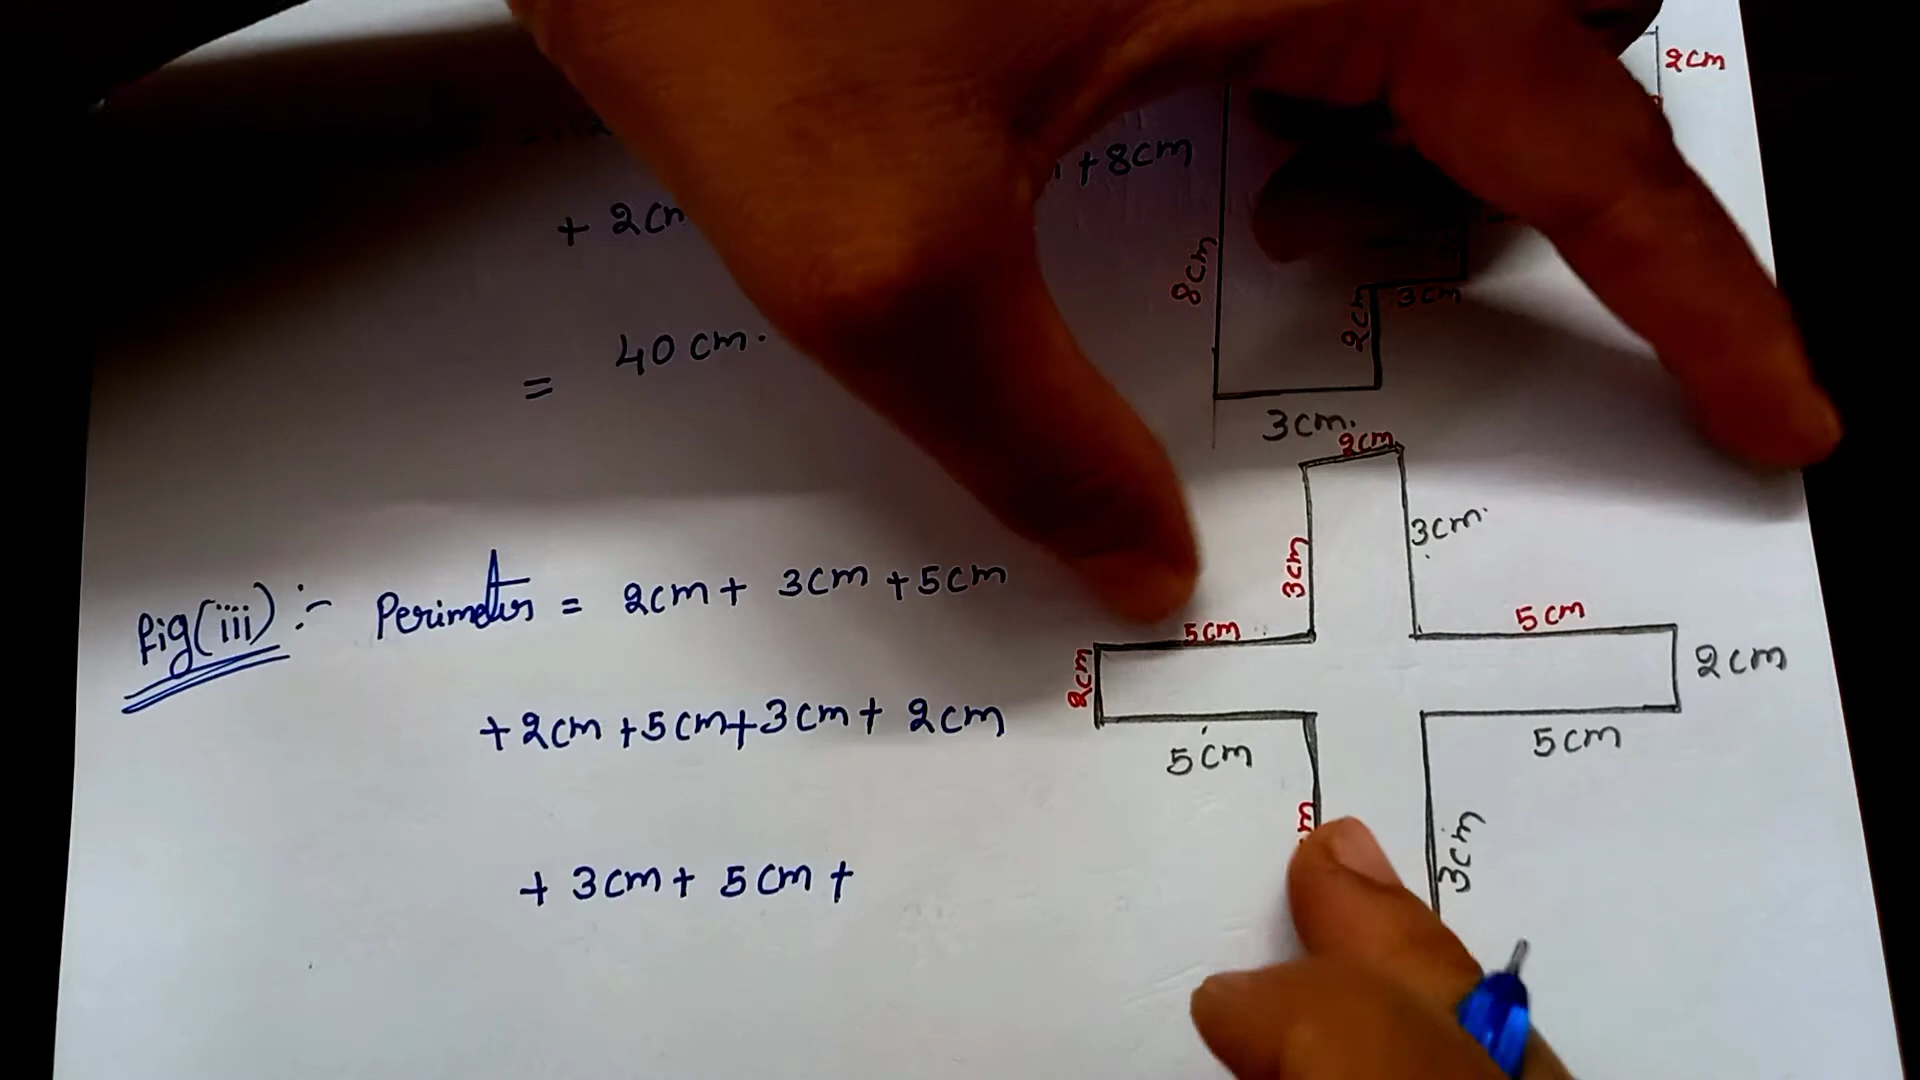 +8cm
+ 2cm
= 40 cm.
2cm
8cm
3cm
2cm
3cm.
Fig(iii) :- Perimeter = 2cm + 3cm + 5cm
+2cm +5cm+3cm+ 2cm
+ 3cm + 5cm +
2cm
3cm
3cm.
5cm
5cm
2cm
2cm
5cm
5cm
3cm